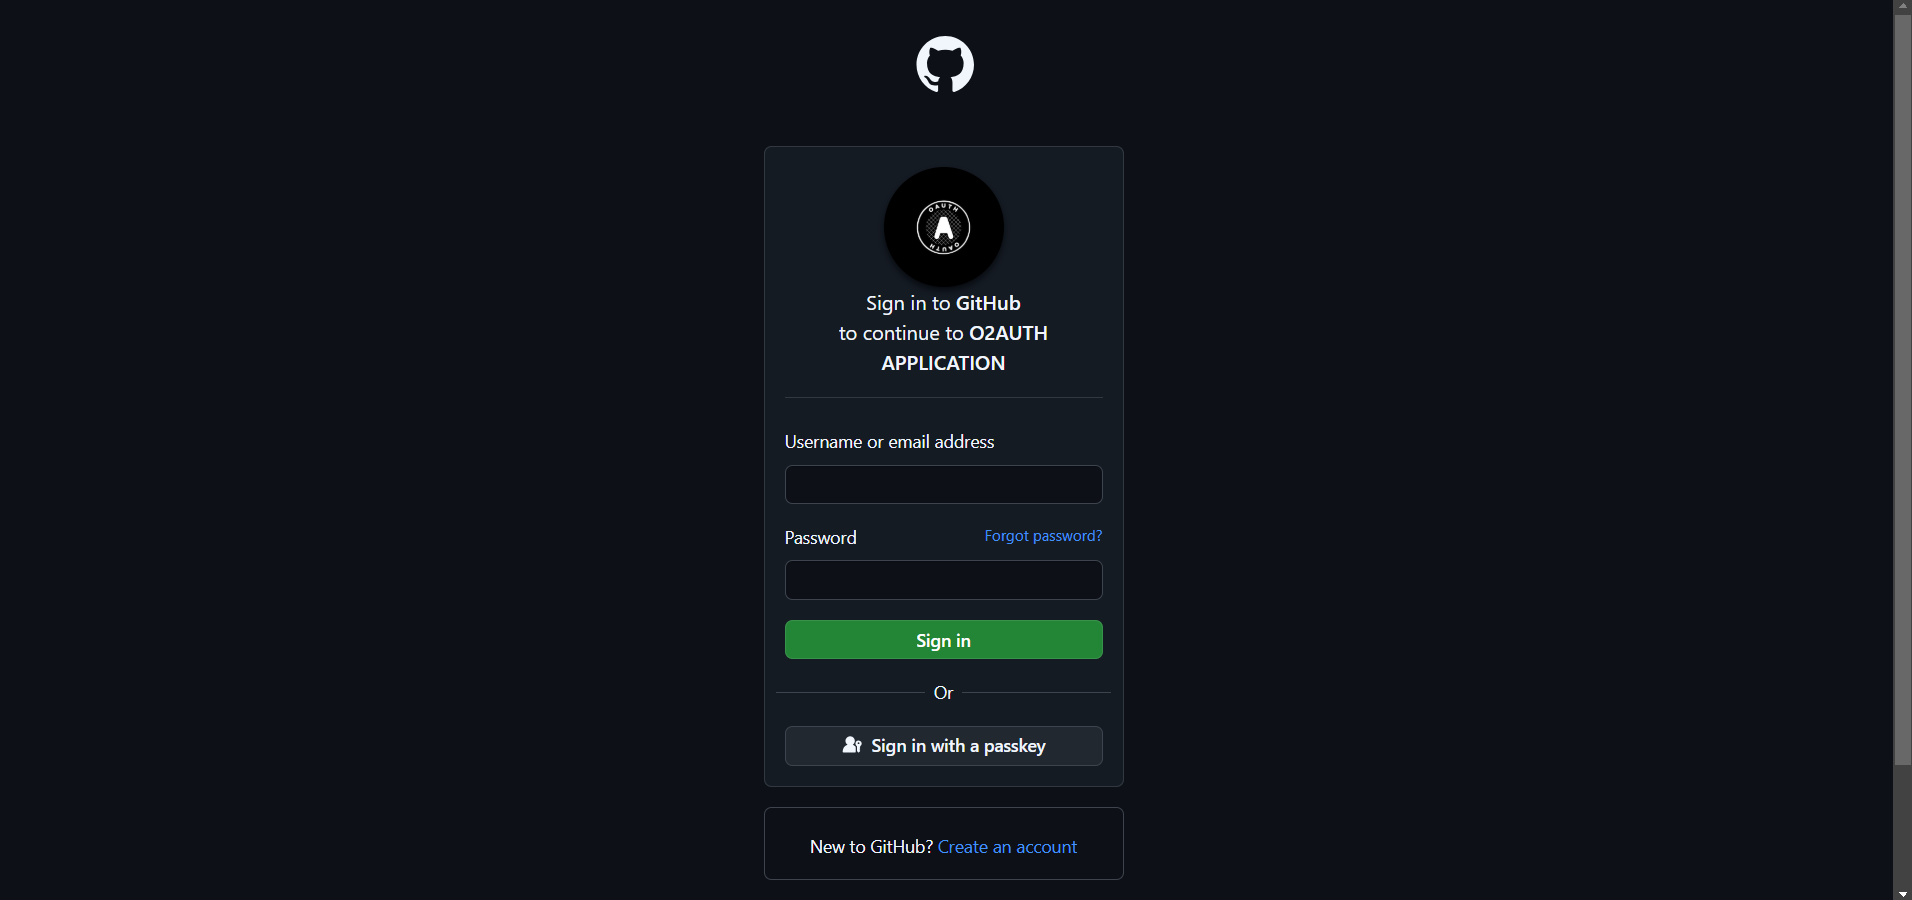 OAUTH
A
OAUTH
Sign in to GitHub
to continue to O2AUTH
APPLICATION
Username or email address
Password
Forgot password?
Sign in
Or
Sign in with a passkey
New to GitHub? Create an account